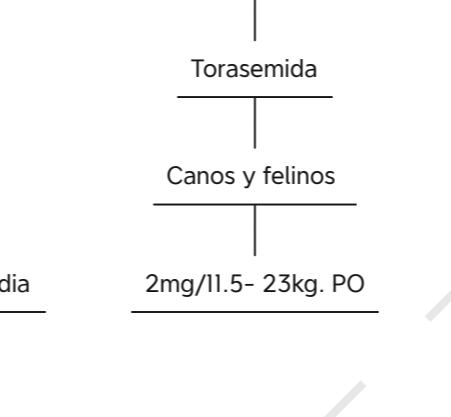 Torasemida
Canos y felinos
dia
2mg/11.5- 23kg. PO